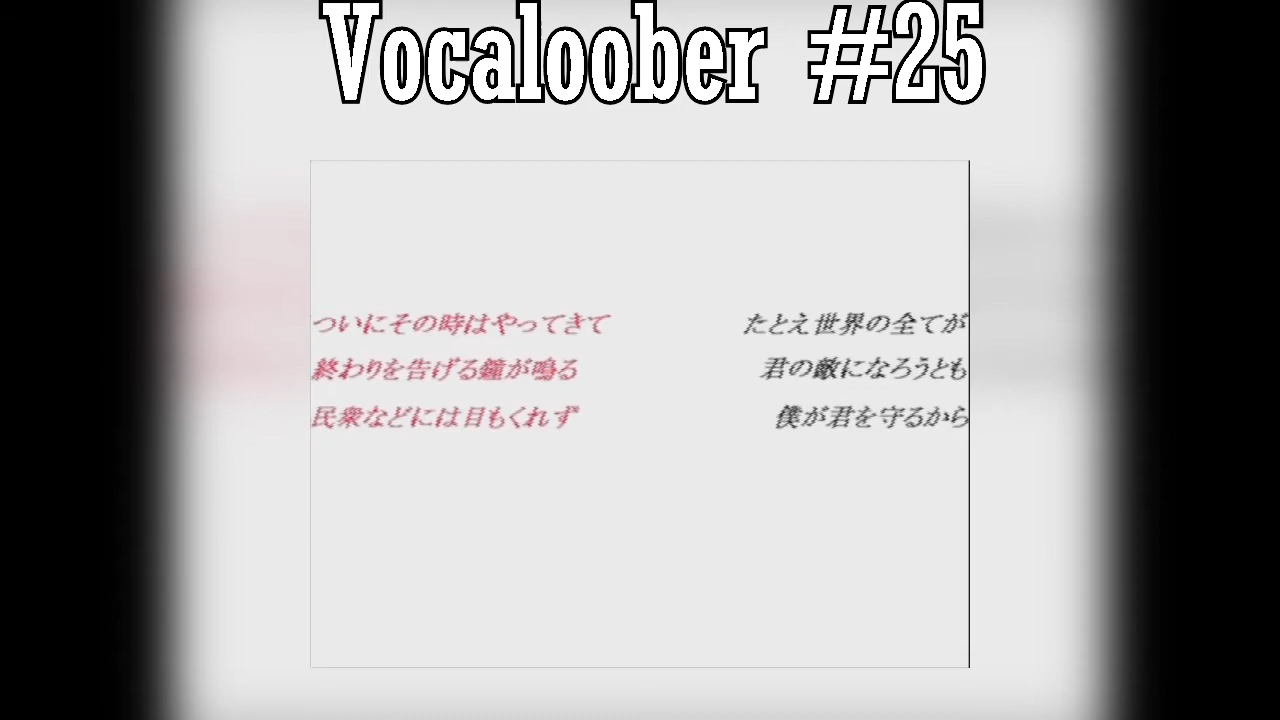 Vocaloober #25
ついにその時はやってきて
終わりを告げる鐘が鳴る
民衆などには目もくれず
たとえ世界の全てが
君の敵になろうとも
僕が君を守るから